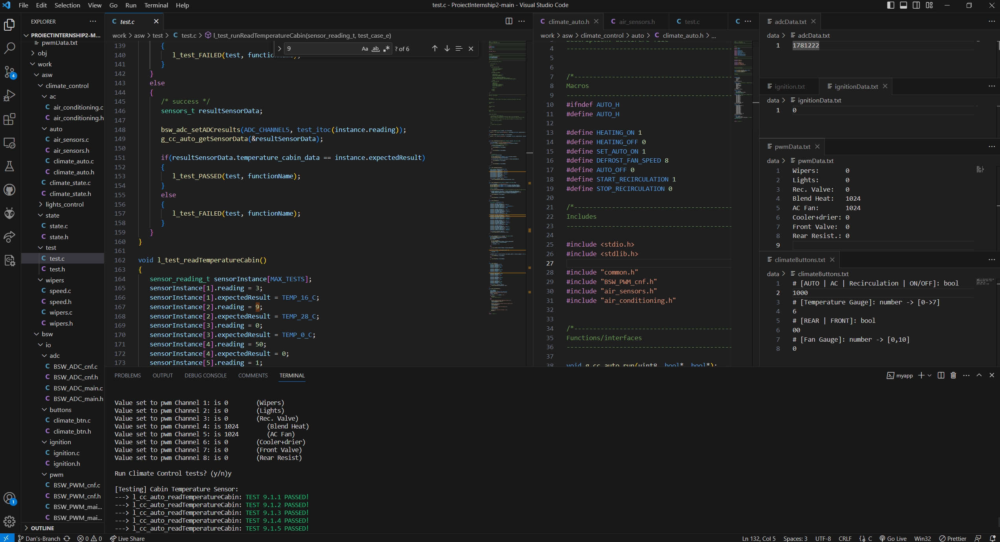 File Edit Selection View Go Run Terminal Help
test.c - ProiectInternship2-main - Visual Studio Code
EXPLORER
PROIECTINTERNSHIP2-M...
pwmData.txt
obj
work
asw
climate_control
ac
air_conditioning.c
air_conditioning.h
auto
air_sensors.c
air_sensors.h
climate_auto.c
climate_auto.h
climate_state.c
climate_state.h
lights_control
state
state.c
state.h
test
test.c
test.h
wipers
speed.c
speed.h
wipers.c
wipers.h
bsw
io
adc
BSW_ADC_cnf.c
BSW_ADC_cnf.h
BSW_ADC_main.c
BSW_ADC_main.h
buttons
climate_btn.c
climate_btn.h
ignition
ignition.c
ignition.h
pwm
BSW_PWM_cnf.c
BSW_PWM_cnf.h
BSW_PWM_mai...
BSW_PWM_mai...
OUTLINE
4
1
C test.c
work > asw > test > C test.c > l_test_runReadTemperatureCabin(sensor_reading_t, test_case_e)
9 Aa ab ? of 6
139 {
140 l_test_FAILED(test, functionName);
141 }
142 }
143 else
144 {
145 /* success */
146 sensors_t resultSensorData;
147
148 bsw_adc_setADCresults(ADC_CHANNEL5, test_itoc(instance.reading));
149 g_cc_auto_getSensorData(&resultSensorData);
150
151 if(resultSensorData.temperature_cabin_data == instance.expectedResult)
152 {
153 l_test_PASSED(test, functionName);
154 }
155 else
156 {
157 l_test_FAILED(test, functionName);
158 }
159 }
160 }
161
162 void l_test_readTemperatureCabin()
163 {
164 sensor_reading_t sensorInstance[MAX_TESTS];
165 sensorInstance[1].reading = 3;
166 sensorInstance[1].expectedResult = TEMP_16_C;
167 sensorInstance[2].reading = 9;
168 sensorInstance[2].expectedResult = TEMP_28_C;
169 sensorInstance[3].reading = 0;
170 sensorInstance[3].expectedResult = TEMP_0_C;
171 sensorInstance[4].reading = 50;
172 sensorInstance[4].expectedResult = 0;
173 sensorInstance[5].reading = 1;
C climate_auto.h C air_sensors.h C test.c C
work > asw > climate_control > auto > C climate_auto.h > ...
4 ----------------------------------------------
5
6
7 /*--------------------------------------------
8 Macros
9 ----------------------------------------------
10 #ifndef AUTO_H
11 #define AUTO_H
12
13 #define HEATING_ON 1
14 #define HEATING_OFF 0
15 #define SET_AUTO_ON 1
16 #define DEFROST_FAN_SPEED 8
17 #define AUTO_OFF 0
18 #define START_RECIRCULATION 1
19 #define STOP_RECIRCULATION 0
20
21 /*--------------------------------------------
22 Includes
23 ----------------------------------------------
24
25 #include <stdio.h>
26 #include <stdlib.h>
27
28 #include "common.h"
29 #include "BSW_PWM_cnf.h"
30 #include "air_sensors.h"
31 #include "air_conditioning.h"
32
33
34 /*--------------------------------------------
35 Functions/interfaces
36 ----------------------------------------------
37
38 void g_cc_auto_run(uint8, bool*, bool*);
adcData.txt
data > adcData.txt
1 1781222
ignition.txt ignitionData.txt
data > ignitionData.txt
1 0
pwmData.txt
data > pwmData.txt
1 Wipers: 0
2 Lights: 0
3 Rec. Valve: 0
4 Blend Heat: 1024
5 AC Fan: 1024
6 Cooler+drier: 0
7 Front Valve: 0
8 Rear Resist.: 0
9
climateButtons.txt
data > climateButtons.txt
1 # [AUTO | AC | Recirculation | ON/OFF]: bool
2 1000
3 # [Temperature Gauge]: number -> [0->7]
4 6
5 # [REAR | FRONT]: bool
6 00
7 # [Fan Gauge]: number -> [0,10]
8 0
PROBLEMS OUTPUT DEBUG CONSOLE COMMENTS TERMINAL
myapp
Value set to pwm Channel 1: is 0 (Wipers)
Value set to pwm Channel 2: is 0 (Lights)
Value set to pwm Channel 3: is 0 (Rec. Valve)
Value set to pwm Channel 4: is 1024 (Blend Heat)
Value set to pwm Channel 5: is 1024 (AC Fan)
Value set to pwm Channel 6: is 0 (Cooler+drier)
Value set to pwm Channel 7: is 0 (Front Valve)
Value set to pwm Channel 8: is 0 (Rear Resist)
Run Climate Control tests? (y/n)y
[Testing] Cabin Temperature Sensor:
---> l_cc_auto_readTemperatureCabin: TEST 9.1.1 PASSED!
---> l_cc_auto_readTemperatureCabin: TEST 9.1.2 PASSED!
---> l_cc_auto_readTemperatureCabin: TEST 9.1.3 PASSED!
---> l_cc_auto_readTemperatureCabin: TEST 9.1.4 PASSED!
---> l_cc_auto_readTemperatureCabin: TEST 9.1.5 PASSED!
Dan's-Branch 0 0 Live Share
Ln 132, Col 5 Spaces: 3 UTF-8 CRLF {} C Go Live Win32 Prettier